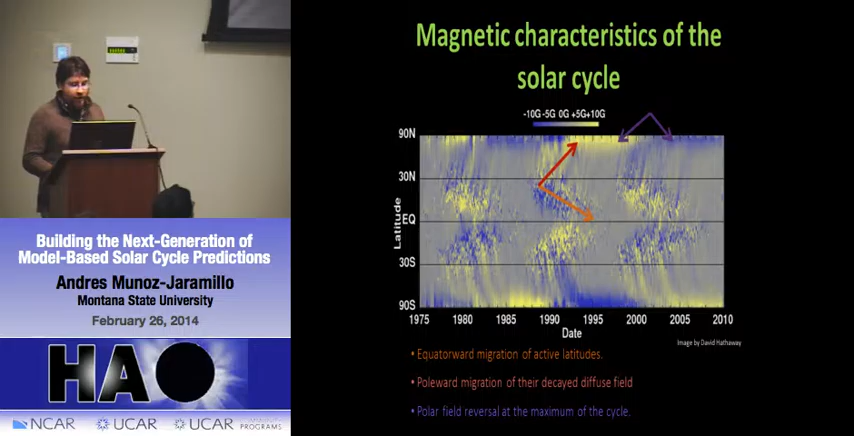 Magnetic characteristics of the
solar cycle
-10G -5G 0G +5G+10G
90N
30N
EQ
30S
90S
Latitude
1975 1980 1985 1990 1995 2000 2005 2010
Date
Image by David Hathaway
• Equatorward migration of active latitudes.
• Poleward migration of their decayed diffuse field
• Polar field reversal at the maximum of the cycle.
Building the Next-Generation of
Model-Based Solar Cycle Predictions
Andres Munoz-Jaramillo
Montana State University
February 26, 2014
HAO
NCAR UCAR UCAR PROGRAMS